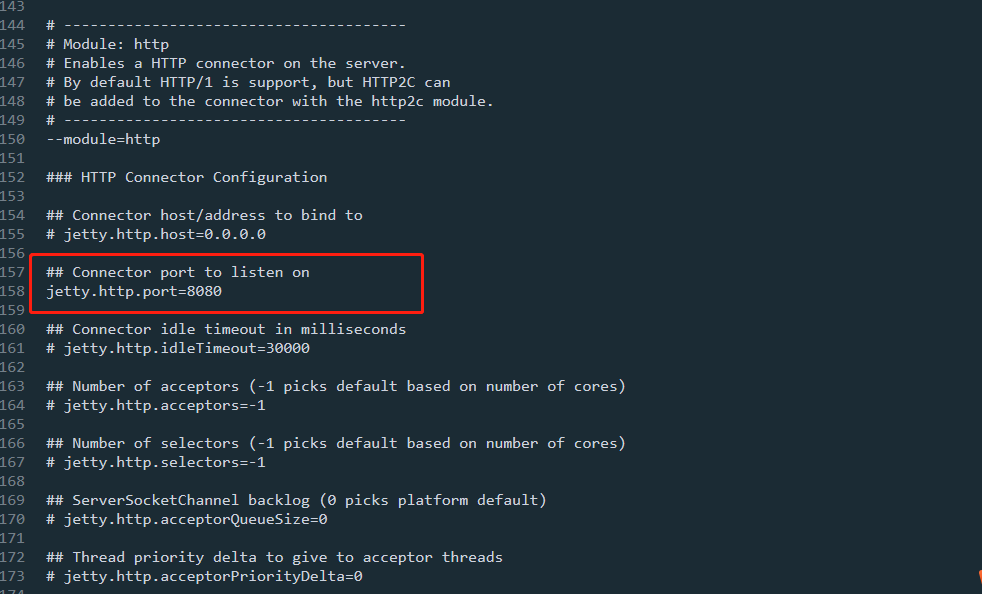 143
144 # ---------------------------------------
145 # Module: http
146 # Enables a HTTP connector on the server.
147 # By default HTTP/1 is support, but HTTP2C can
148 # be added to the connector with the http2c module.
149 # ---------------------------------------
150 --module=http
151
152 ### HTTP Connector Configuration
153
154 ## Connector host/address to bind to
155 # jetty.http.host=0.0.0.0
156
157 ## Connector port to listen on
158 jetty.http.port=8080
159
160 ## Connector idle timeout in milliseconds
161 # jetty.http.idleTimeout=30000
162
163 ## Number of acceptors (-1 picks default based on number of cores)
164 # jetty.http.acceptors=-1
165
166 ## Number of selectors (-1 picks default based on number of cores)
167 # jetty.http.selectors=-1
168
169 ## ServerSocketChannel backlog (0 picks platform default)
170 # jetty.http.acceptorQueueSize=0
171
172 ## Thread priority delta to give to acceptor threads
173 # jetty.http.acceptorPriorityDelta=0
174